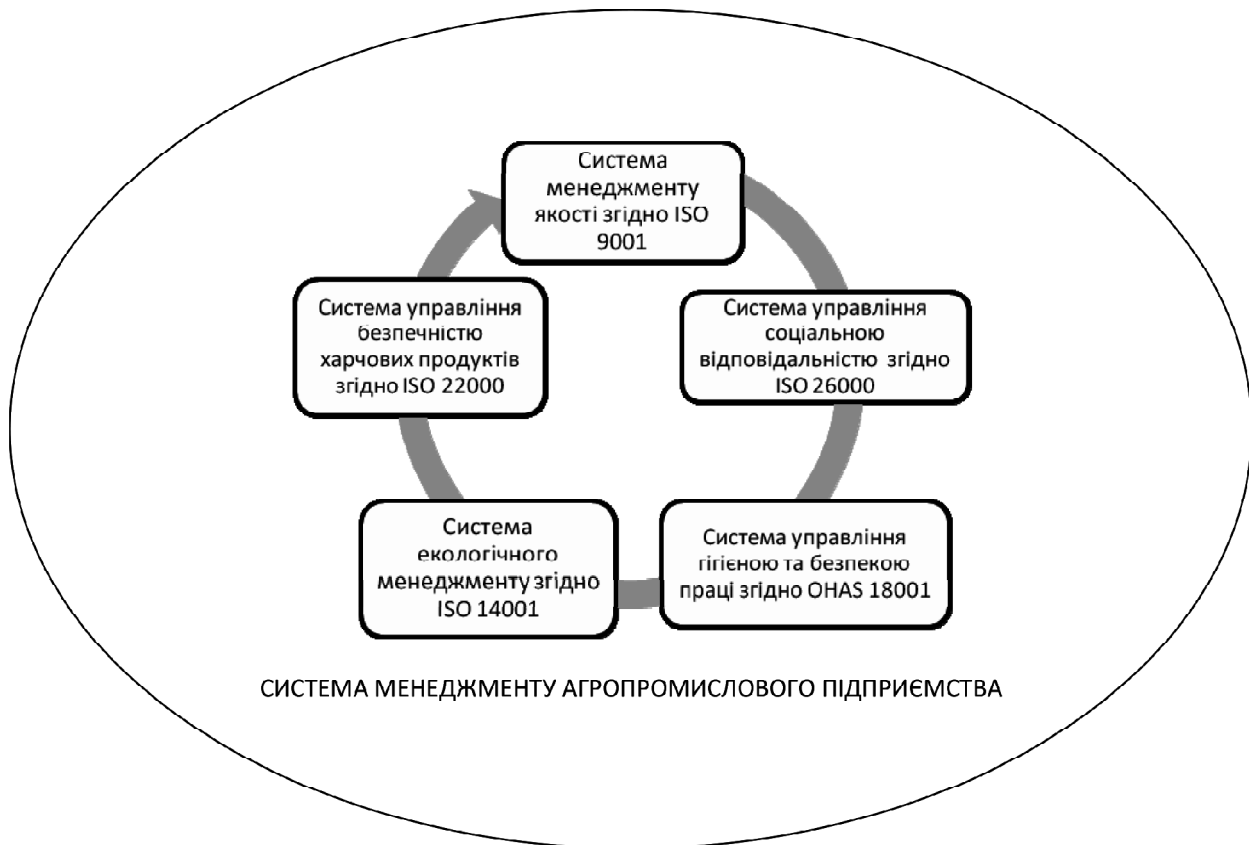 Система
менеджменту
якості згідно ISO
9001
Система управління
безпечністю
харчових продуктів
згідно ISO 22000
Система управління
соціальною
відповідальністю згідно
ISO 26000
Система
екологічного
менеджменту згідно
ISO 14001
Система управління
гігієною та безпекою
праці згідно OHAS 18001
СИСТЕМА МЕНЕДЖМЕНТУ АГРОПРОМИСЛОВОГО ПІДПРИЄМСТВА